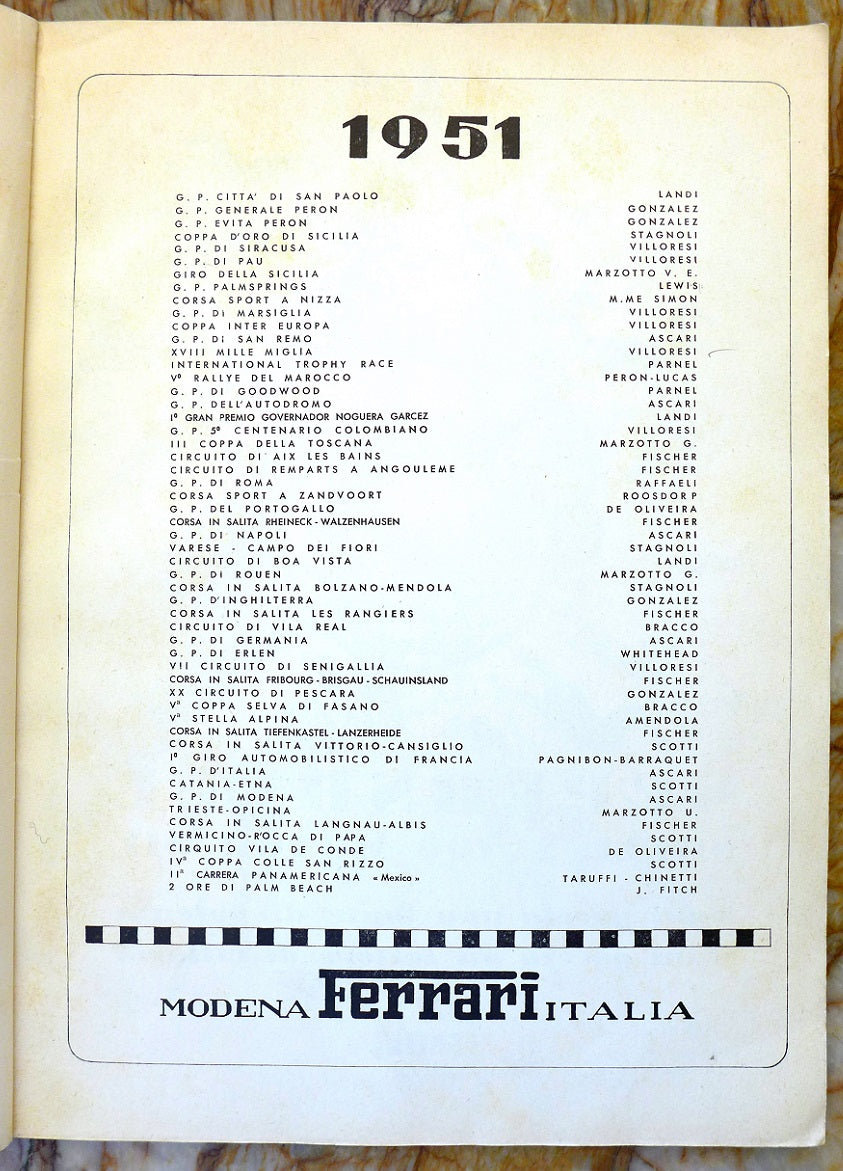 1951
G. P. CITTA' DI SAN PAOLO LANDI
G. P. GENERALE PERON GONZALEZ
G. P. EVITA PERON GONZALEZ
COPPA D'ORO DI SICILIA STAGNOLI
G. P. DI SIRACUSA VILLORESI
G. P. DI PAU VILLORESI
GIRO DELLA SICILIA MARZOTTO V. E.
G. P. PALMSPRINGS LEWIS
CORSA SPORT A NIZZA M.ME SIMON
G. P. Di MARSIGLIA VILLORESI
COPPA INTER EUROPA VILLORESI
G. P. DI SAN REMO ASCARI
XVIII MILLE MIGLIA VILLORESI
INTERNATIONAL TROPHY RACE PARNEL
Vº RALLYE DEL MAROCCO PERON-LUCAS
G. P. DI GOODWOOD PARNEL
G. P. DELL'AUTODROMO ASCARI
Iº GRAN PREMIO GOVERNADOR NOGUERA GARCEZ LANDI
G. P. 5º CENTENARIO COLOMBIANO VILLORESI
III COPPA DELLA TOSCANA MARZOTTO G.
CIRCUITO DI AIX LES BAINS FISCHER
CIRCUITO DI REMPARTS A ANGOULEME FISCHER
G. P. DI ROMA RAFFAELI
CORSA SPORT A ZANDVOORT ROOSDORP
G. P. DEL PORTOGALLO DE OLIVEIRA
CORSA IN SALITA RHEINECK - WALZENHAUSEN FISCHER
G. P. DI NAPOLI ASCARI
VARESE - CAMPO DEI FIORI STAGNOLI
CIRCUITO DI BOA VISTA LANDI
G. P. Di ROUEN MARZOTTO G.
CORSA IN SALITA BOLZANO-MENDOLA STAGNOLI
G. P. D'INGHILTERRA GONZALEZ
CORSA IN SALITA LES RANGIERS FISCHER
CIRCUITO DI VILA REAL BRACCO
G. P. DI GERMANIA ASCARI
G. P. DI ERLEN WHITEHEAD
VII CIRCUITO DI SENIGALLIA VILLORESI
CORSA IN SALITA FRIBOURG - BRISGAU - SCHAUINSLAND FISCHER
XX CIRCUITO DI PESCARA GONZALEZ
Vª COPPA SELVA DI FASANO BRACCO
Vª STELLA ALPINA AMENDOLA
CORSA IN SALITA TIEFENKASTEL - LANZERHEIDE FISCHER
CORSA IN SALITA VITTORIO-CANSIGLIO SCOTTI
Iº GIRO AUTOMOBILISTICO DI FRANCIA PAGNIBON-BARRAQUET
G. P. D'ITALIA ASCARI
CATANIA-ETNA SCOTTI
G. P. DI MODENA ASCARI
TRIESTE-OPICINA MARZOTTO U.
CORSA IN SALITA LANGNAU-ALBIS FISCHER
VERMICINO-ROCCA DI PAPA SCOTTI
CIRQUITO VILA DE CONDE DE OLIVEIRA
IVª COPPA COLLE SAN RIZZO SCOTTI
IIª CARRERA PANAMERICANA « Mexico » TARUFFI - CHINETTI
2 ORE DI PALM BEACH J. FITCH
MODENA Ferrari ITALIA